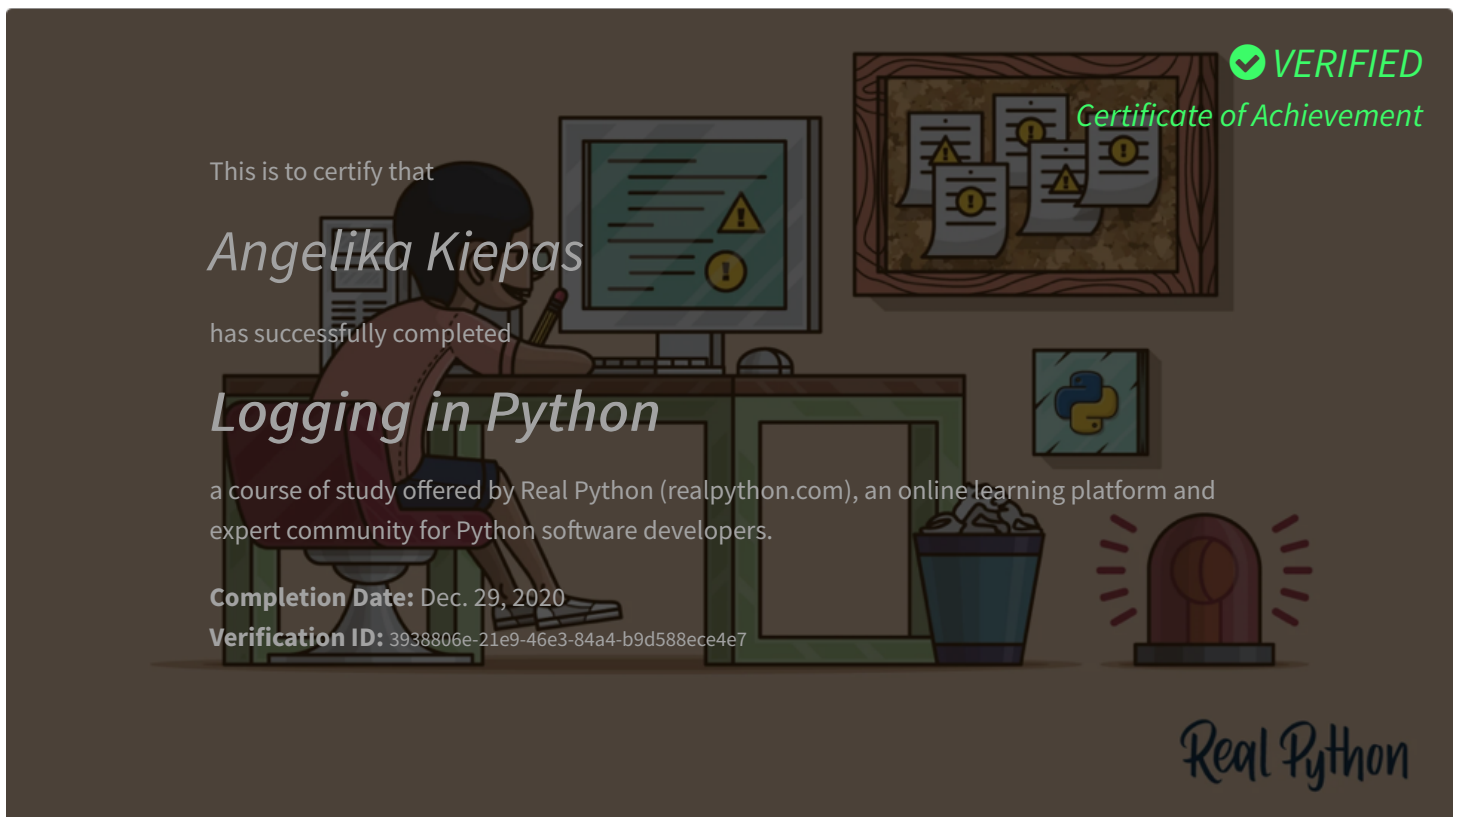 VERIFIED
Certificate of Achievement
This is to certify that
Angelika Kiepas
has successfully completed
Logging in Python
a course of study offered by Real Python (realpython.com), an online learning platform and
expert community for Python software developers.
Completion Date: Dec. 29, 2020
Verification ID: 3938806e-21e9-46e3-84a4-b9d588ece4e7
Real Python